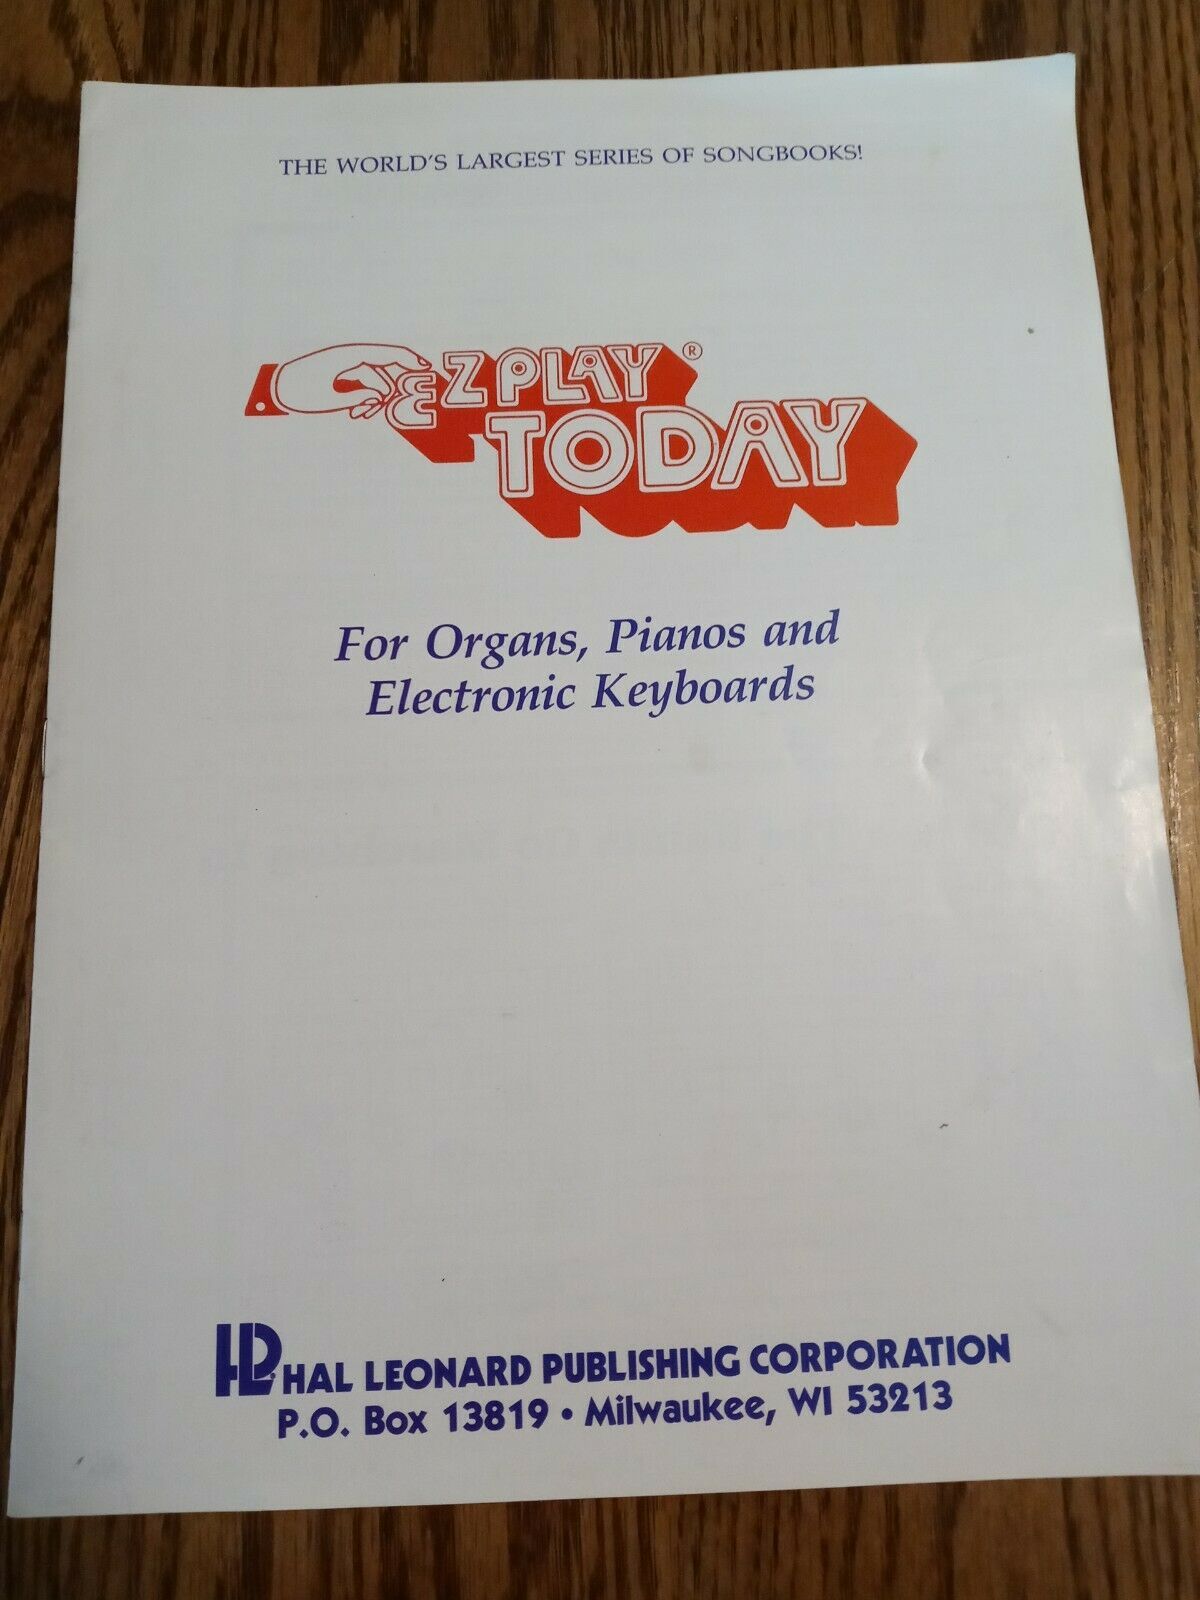 THE WORLD'S LARGEST SERIES OF SONGBOOKS!
EZ PLAY ®
TODAY
For Organs, Pianos and
Electronic Keyboards
HL HAL LEONARD PUBLISHING CORPORATION
P.O. Box 13819 • Milwaukee, WI 53213